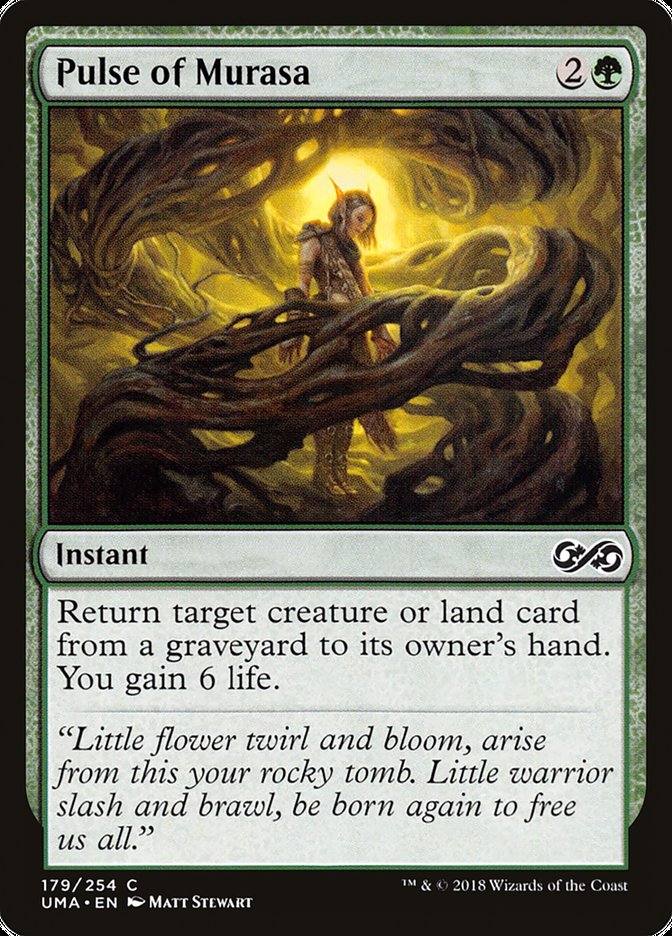 Pulse of Murasa 2
Instant
Return target creature or land card
from a graveyard to its owner's hand.
You gain 6 life.
“Little flower twirl and bloom, arise
from this your rocky tomb. Little warrior
slash and brawl, be born again to free
us all.”
179/254 C ™ & © 2018 Wizards of the Coast
UMA • EN Matt Stewart